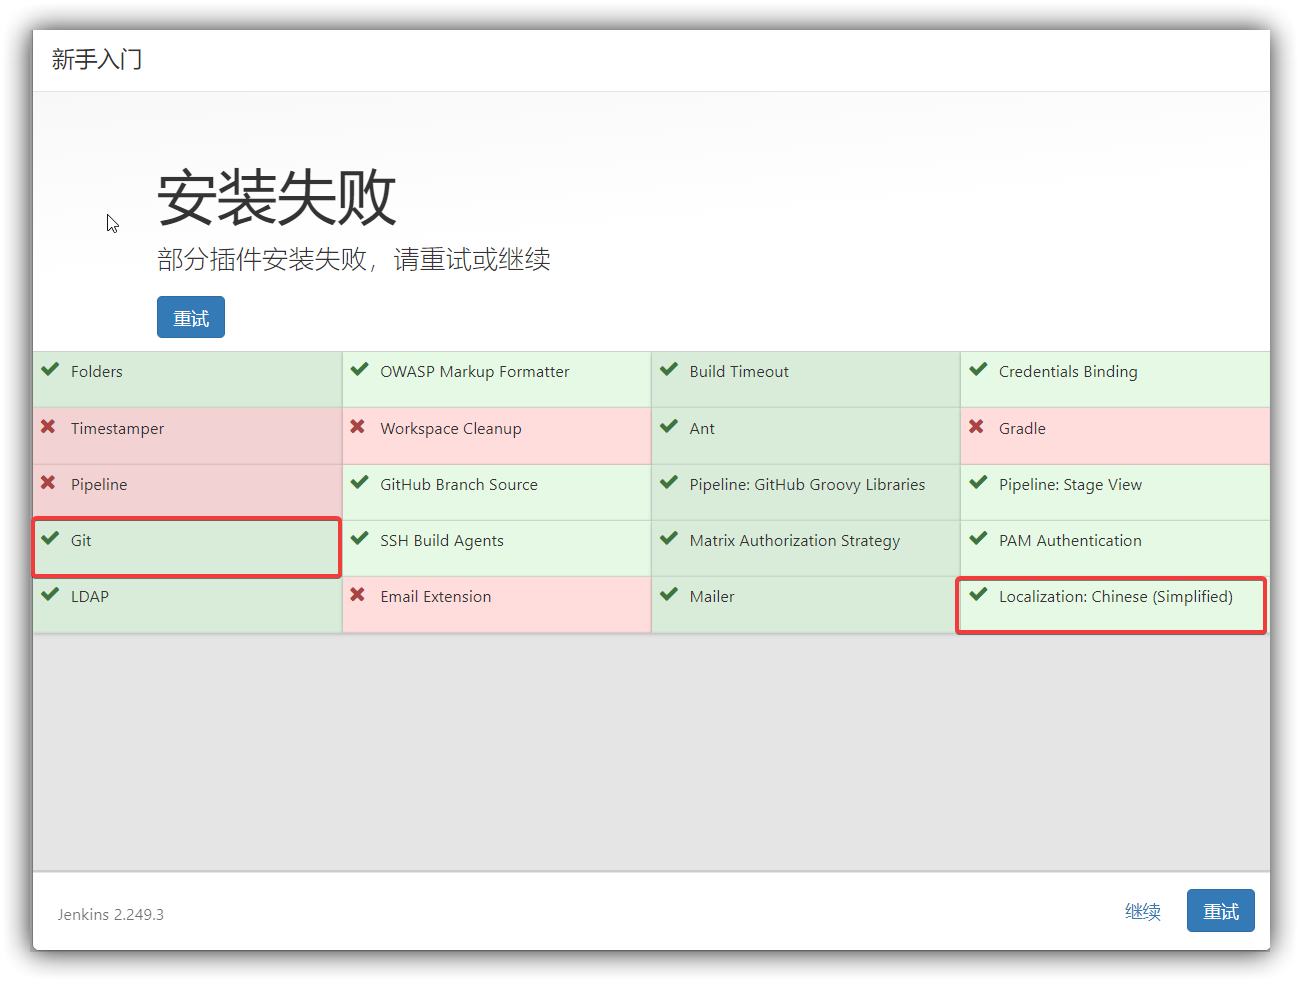 新手入门
安装失败
部分插件安装失败，请重试或继续
重试
Folders
OWASP Markup Formatter
Build Timeout
Credentials Binding
Timestamper
Workspace Cleanup
Ant
Gradle
Pipeline
GitHub Branch Source
Pipeline: GitHub Groovy Libraries
Pipeline: Stage View
Git
SSH Build Agents
Matrix Authorization Strategy
PAM Authentication
LDAP
Email Extension
Mailer
Localization: Chinese (Simplified)
Jenkins 2.249.3
继续
重试